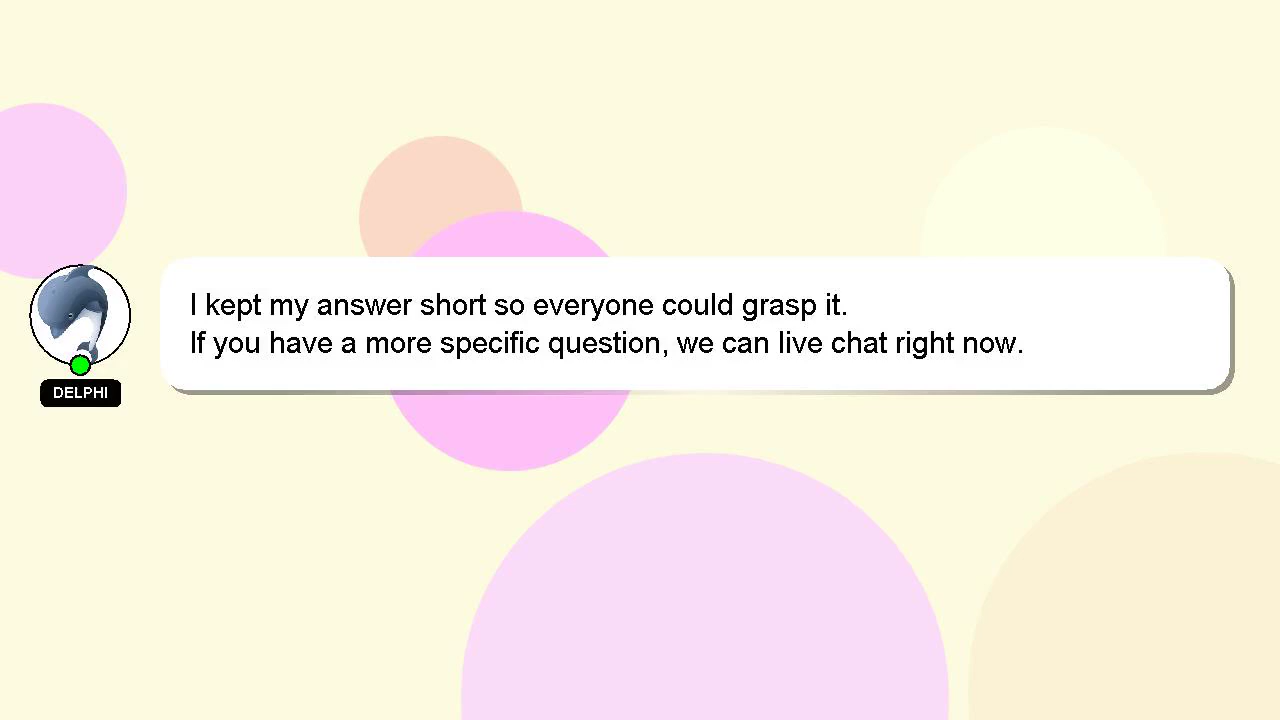 I kept my answer short so everyone could grasp it.
If you have a more specific question, we can live chat right now.
DELPHI